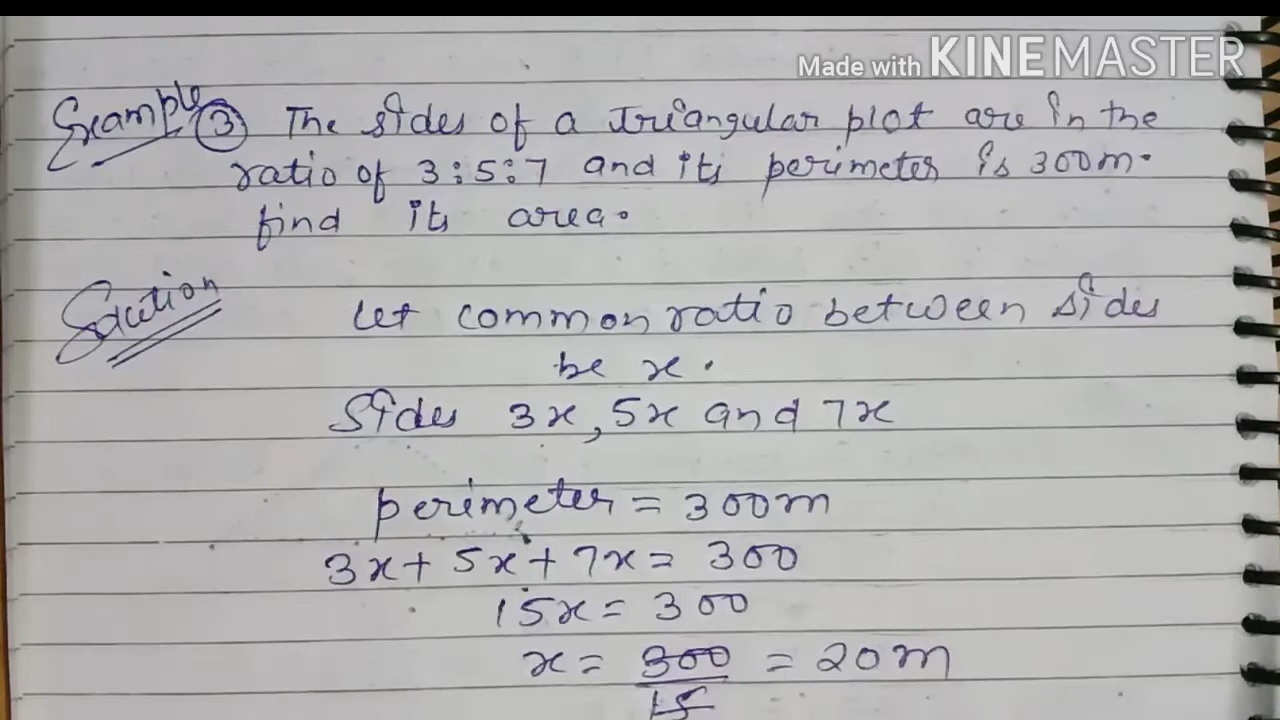 Made with KINEMASTER
Example ③ The sides of a triangular plot are in the
ratio of 3:5:7 and its perimeter is 300m.
find its area.
Solution Let common ratio between sides
be x.
Sides 3x, 5x and 7x
perimeter = 300m
3x + 5x + 7x = 300
15x = 300
x = 300/15 = 20m